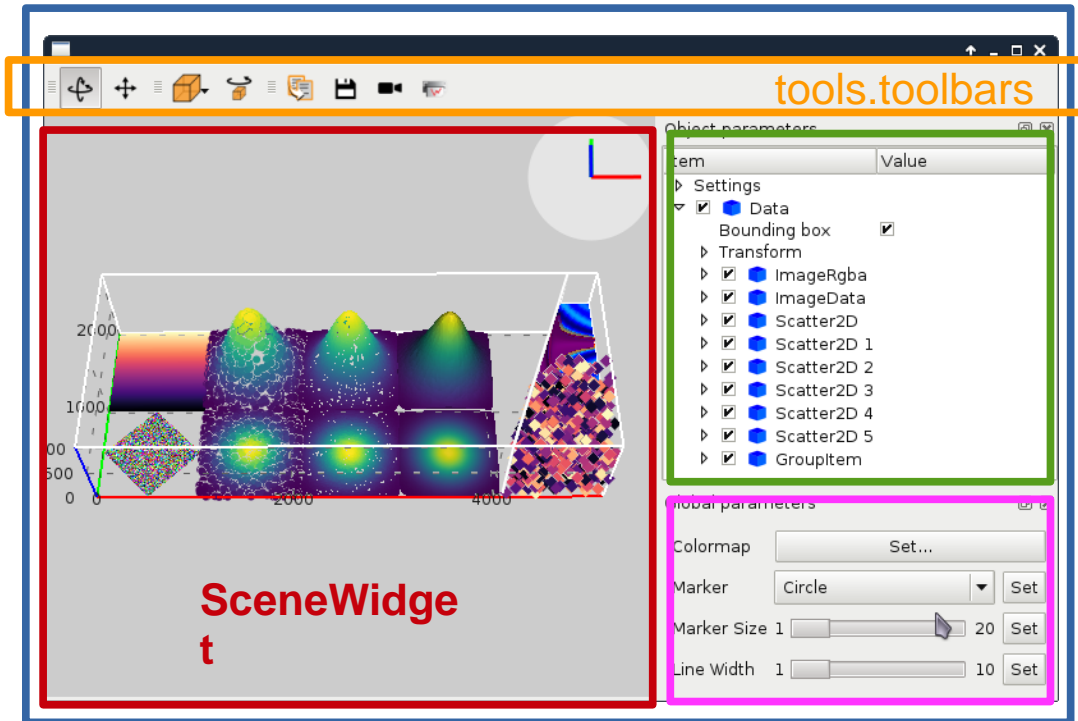 tools.toolbars
Object parameters
Item Value
Settings
Data
Bounding box
Transform
ImageRgba
ImageData
Scatter2D
Scatter2D 1
Scatter2D 2
Scatter2D 3
Scatter2D 4
Scatter2D 5
GroupItem
2000
1000
00
500
0 0 2000 4000
SceneWidge
t
Global parameters
Colormap Set...
Marker Circle Set
Marker Size 1 20 Set
Line Width 1 10 Set